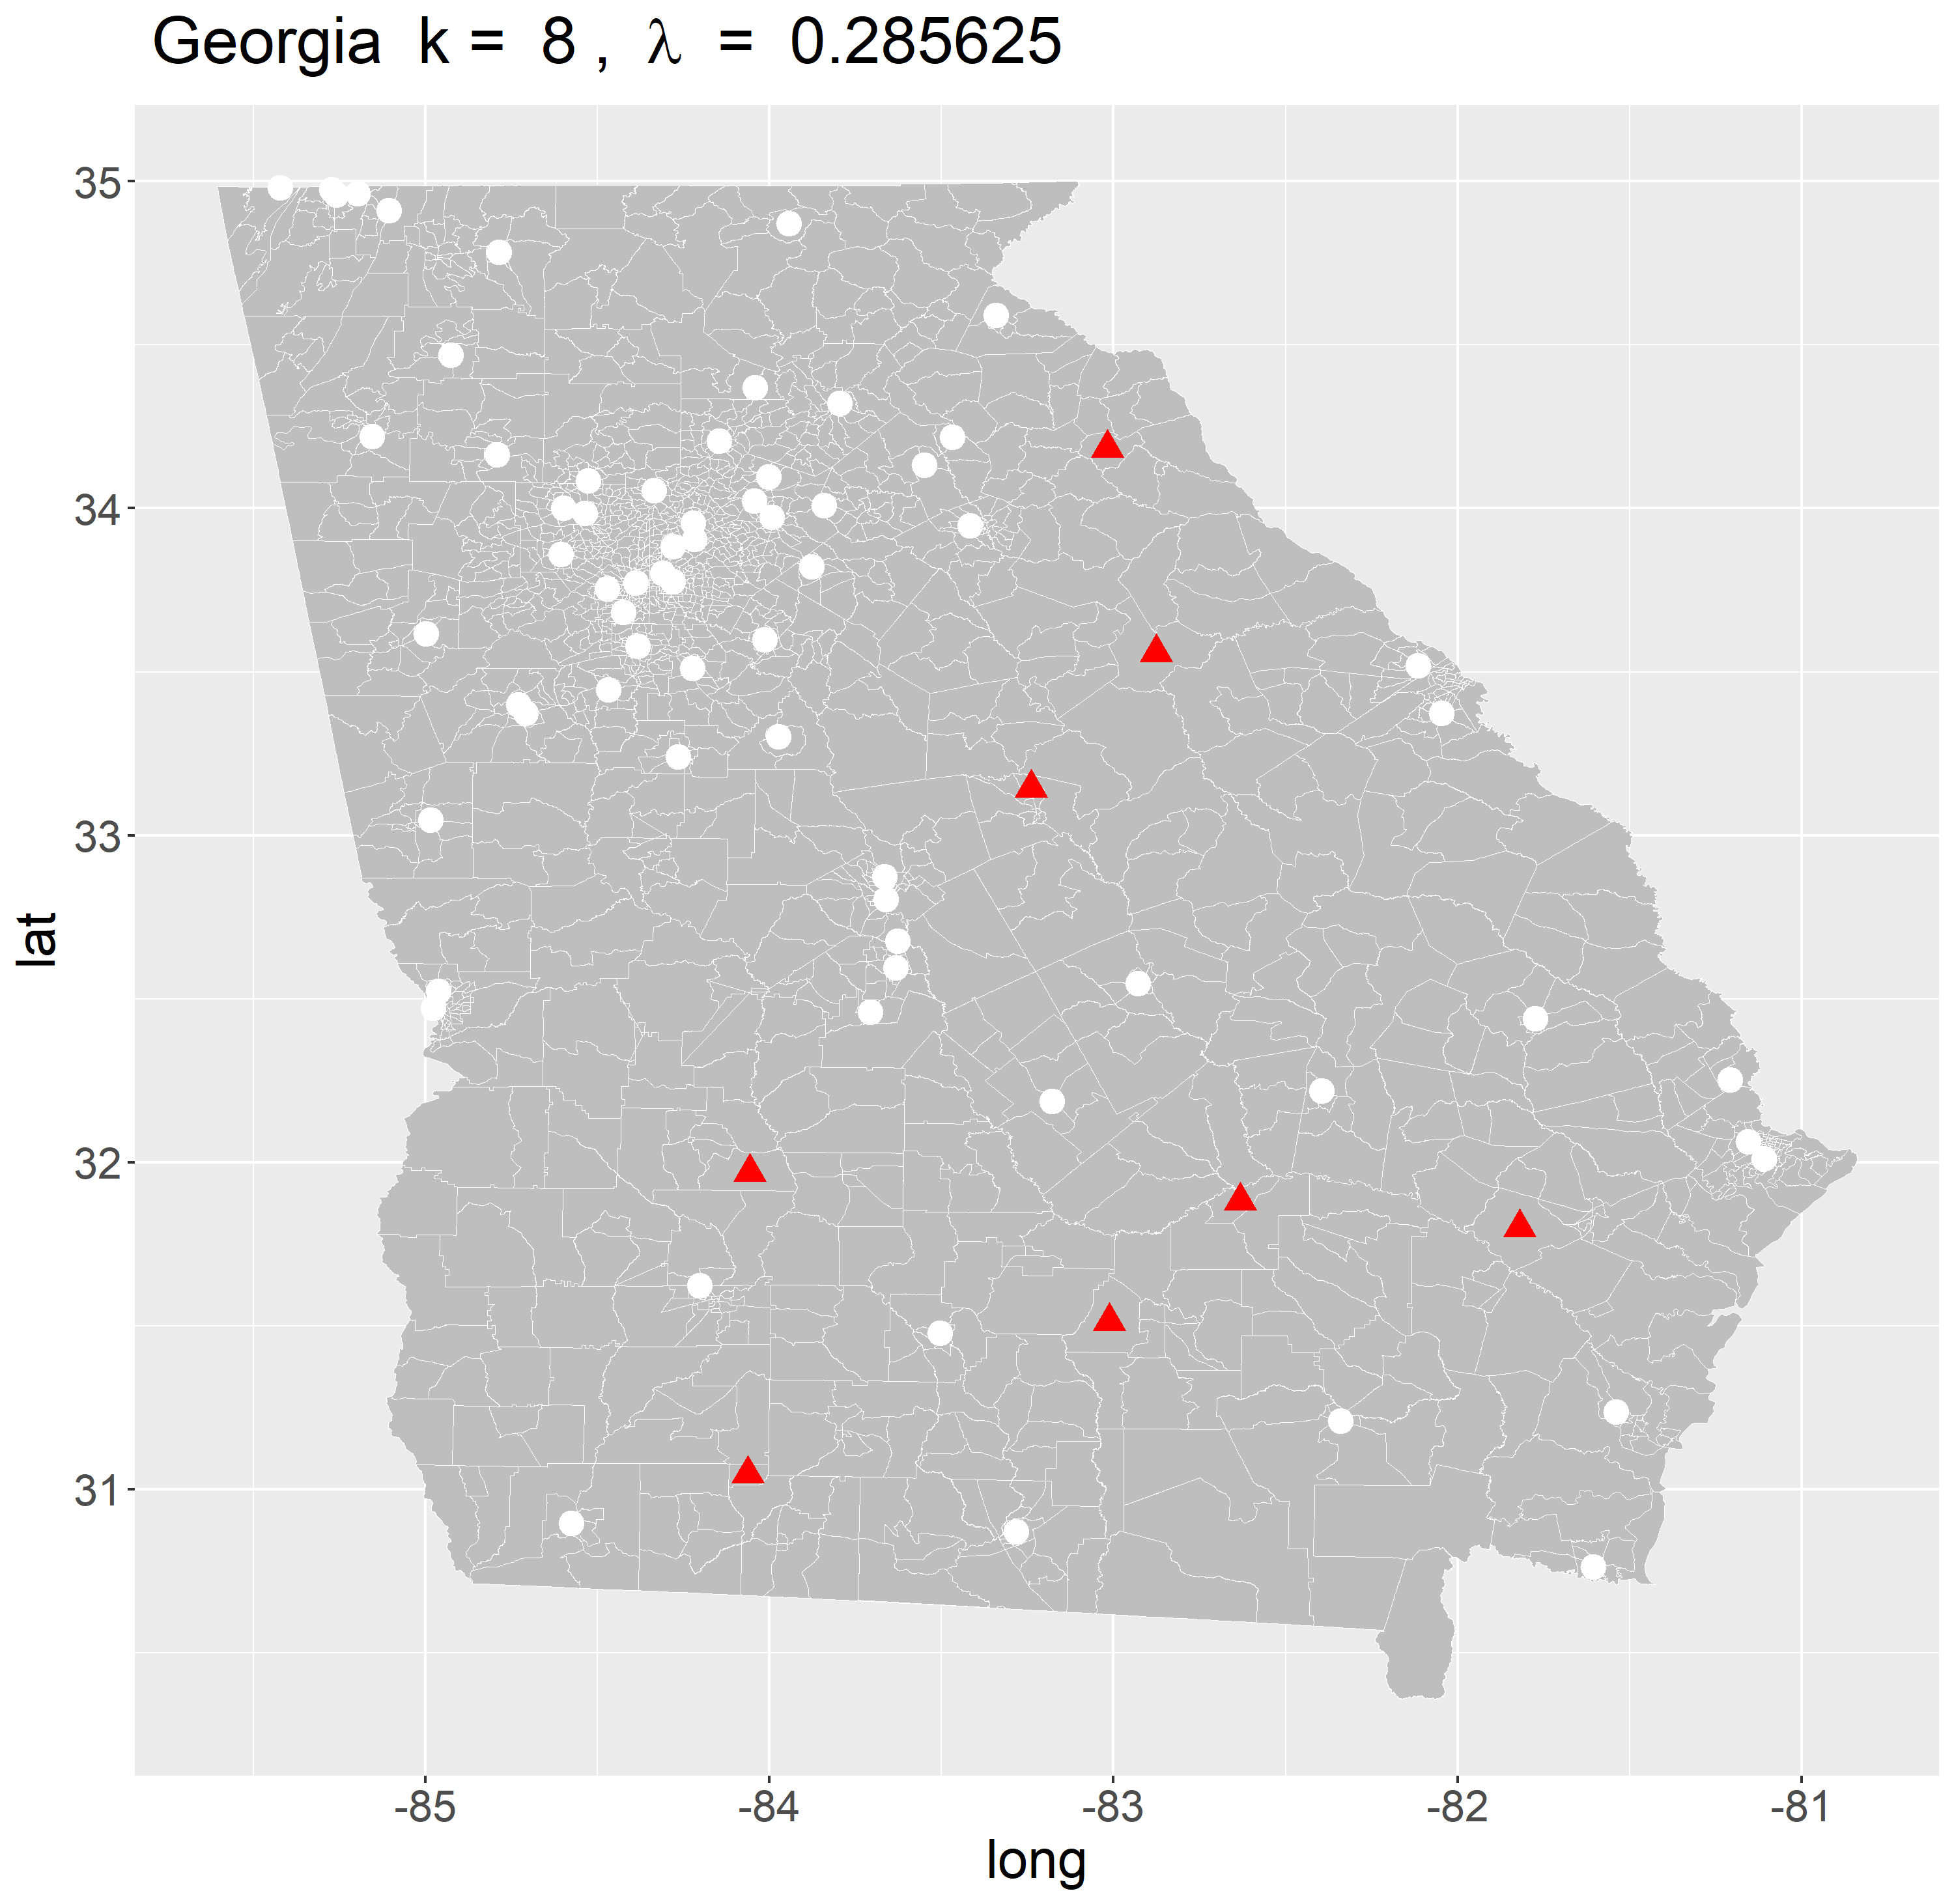 Georgia k = 8 , λ = 0.285625
35
34
33
32
31
lat
-85 -84 -83 -82 -81
long